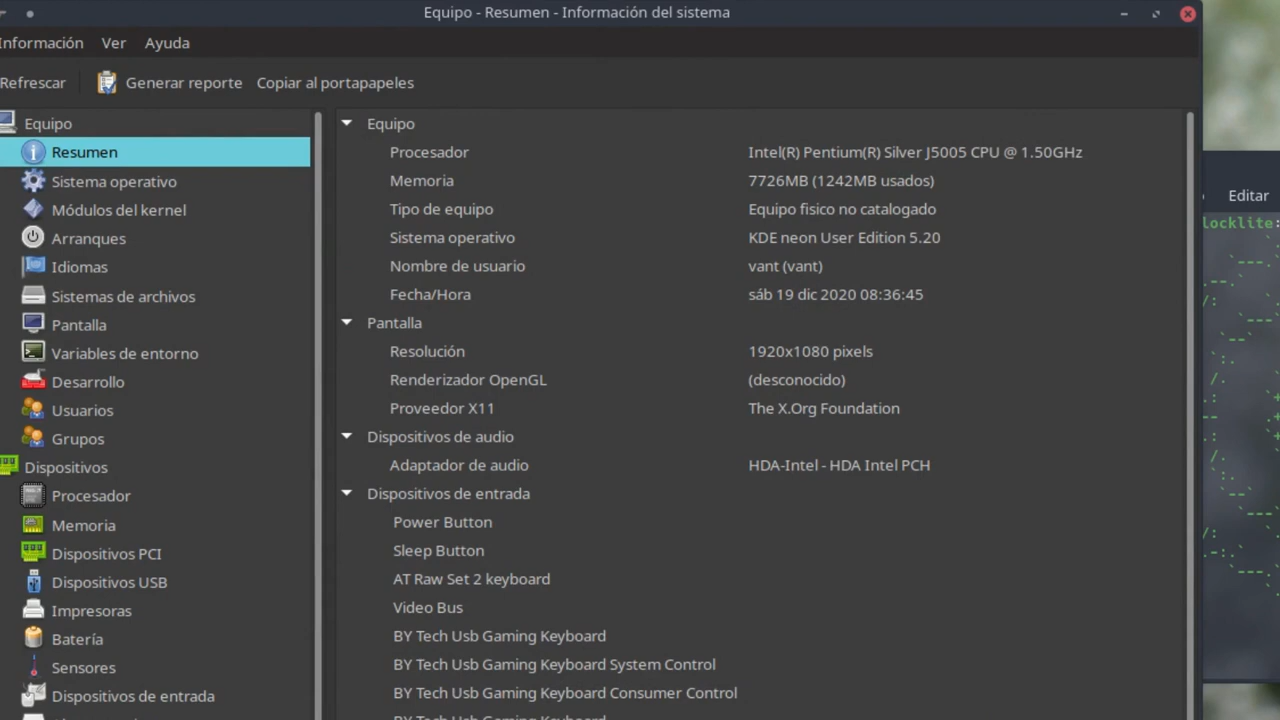 Equipo - Resumen - Información del sistema
Información Ver Ayuda
Refrescar Generar reporte Copiar al portapapeles
Equipo
Resumen
Sistema operativo
Módulos del kernel
Arranques
Idiomas
Sistemas de archivos
Pantalla
Variables de entorno
Desarrollo
Usuarios
Grupos
Dispositivos
Procesador
Memoria
Dispositivos PCI
Dispositivos USB
Impresoras
Batería
Sensores
Dispositivos de entrada
Equipo
Procesador Intel(R) Pentium(R) Silver J5005 CPU @ 1.50GHz
Memoria 7726MB (1242MB usados)
Tipo de equipo Equipo fisico no catalogado
Sistema operativo KDE neon User Edition 5.20
Nombre de usuario vant (vant)
Fecha/Hora sáb 19 dic 2020 08:36:45
Pantalla
Resolución 1920x1080 pixels
Renderizador OpenGL (desconocido)
Proveedor X11 The X.Org Foundation
Dispositivos de audio
Adaptador de audio HDA-Intel - HDA Intel PCH
Dispositivos de entrada
Power Button
Sleep Button
AT Raw Set 2 keyboard
Video Bus
BY Tech Usb Gaming Keyboard
BY Tech Usb Gaming Keyboard System Control
BY Tech Usb Gaming Keyboard Consumer Control
BY Tech Usb Gaming Keyboard
Editar
locklite: